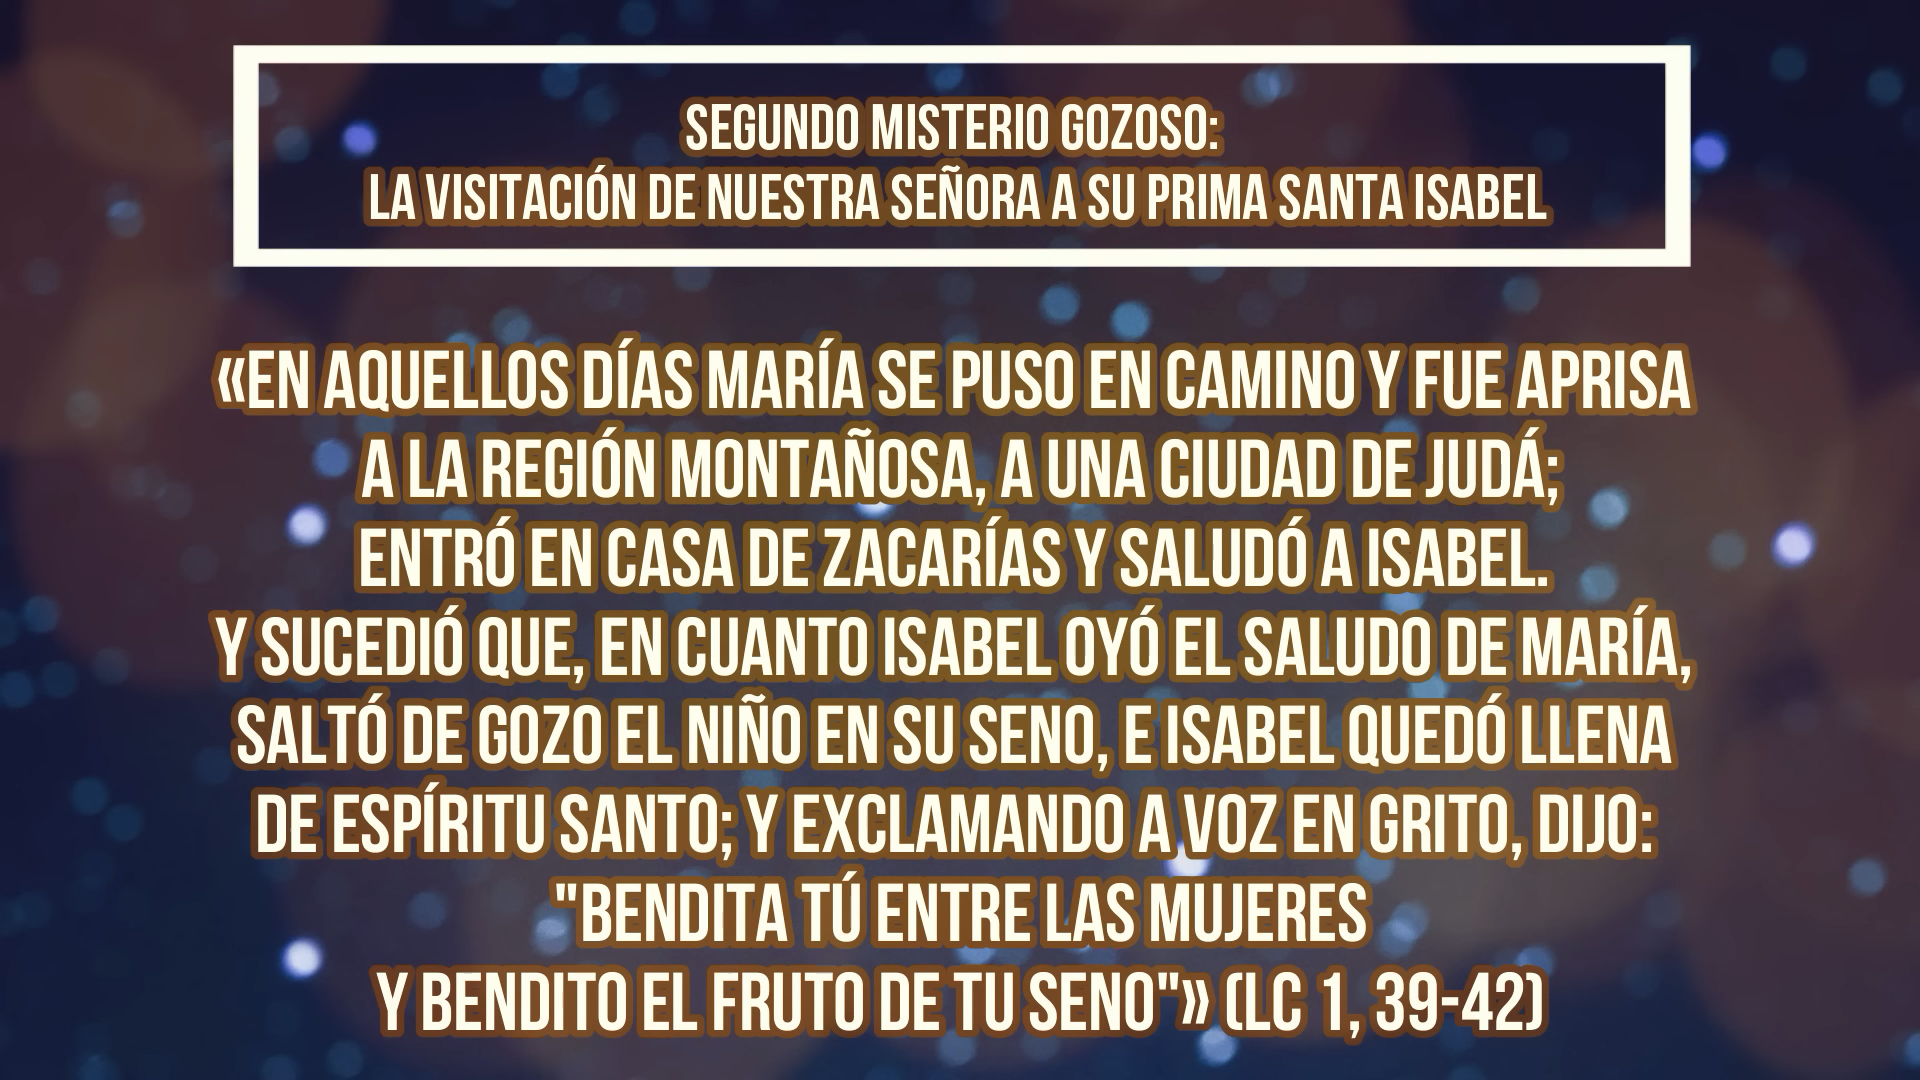 SEGUNDO MISTERIO GOZOSO:
LA VISITACIÓN DE NUESTRA SEÑORA A SU PRIMA SANTA ISABEL
«EN AQUELLOS DÍAS MARÍA SE PUSO EN CAMINO Y FUE APRISA
A LA REGIÓN MONTAÑOSA, A UNA CIUDAD DE JUDÁ;
ENTRÓ EN CASA DE ZACARÍAS Y SALUDÓ A ISABEL.
Y SUCEDIÓ QUE, EN CUANTO ISABEL OYÓ EL SALUDO DE MARÍA,
SALTÓ DE GOZO EL NIÑO EN SU SENO, E ISABEL QUEDÓ LLENA
DE ESPÍRITU SANTO; Y EXCLAMANDO A VOZ EN GRITO, DIJO:
"BENDITA TÚ ENTRE LAS MUJERES
Y BENDITO EL FRUTO DE TU SENO"» (LC 1, 39-42)